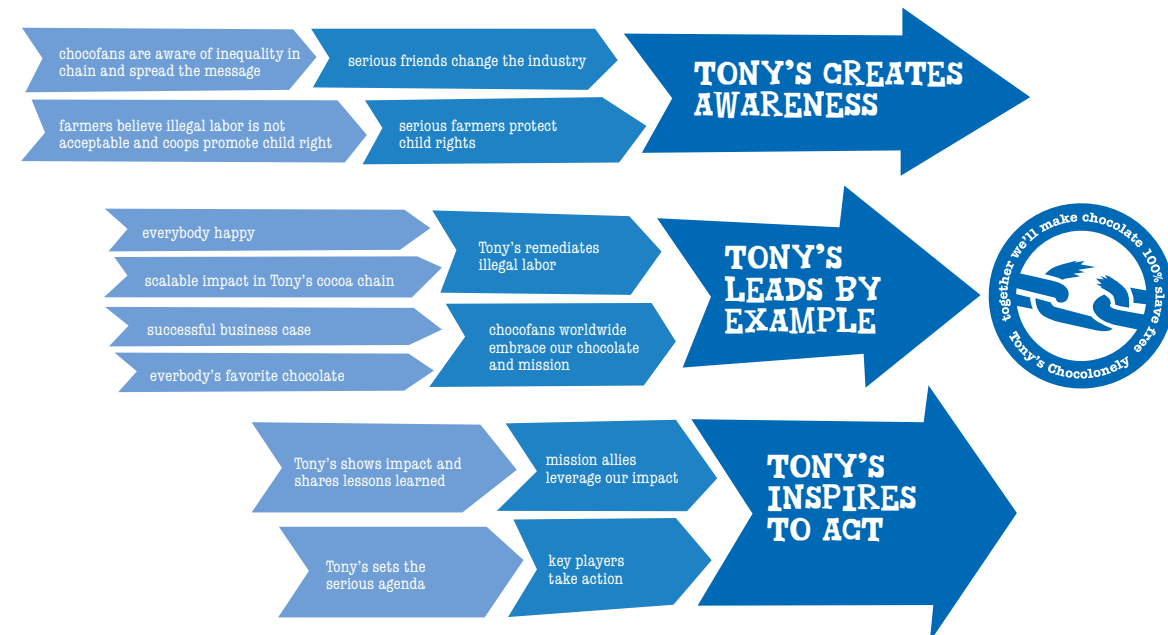 chocofans are aware of inequality in
chain and spread the message
serious friends change the industry
TONY'S CREATES
AWARENESS
farmers believe illegal labor is not
acceptable and coops promote child right
serious farmers protect
child rights
everybody happy
scalable impact in Tony's cocoa chain
successful business case
everbody's favorite chocolate
Tony's remediates
illegal labor
chocofans worldwide
embrace our chocolate
and mission
TONY'S
LEADS BY
EXAMPLE
together we'll make chocolate 100% slave free
Tony's Chocolonely
Tony's shows impact and
shares lessons learned
mission allies
leverage our impact
Tony's sets the
serious agenda
key players
take action
TONY'S
INSPIRES
TO ACT